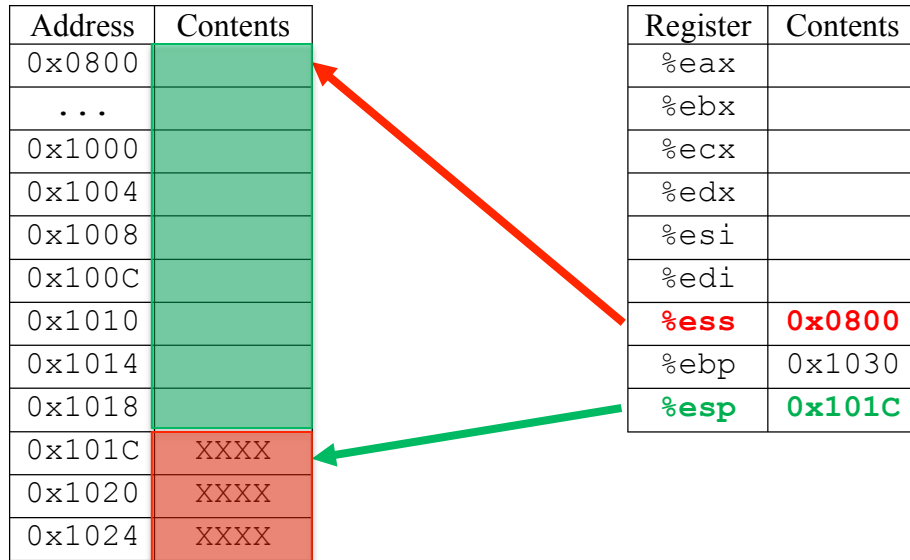 Address Contents
0x0800
...
0x1000
0x1004
0x1008
0x100C
0x1010
0x1014
0x1018
0x101C XXXX
0x1020 XXXX
0x1024 XXXX
Register Contents
%eax
%ebx
%ecx
%edx
%esi
%edi
%ess 0x0800
%ebp 0x1030
%esp 0x101C